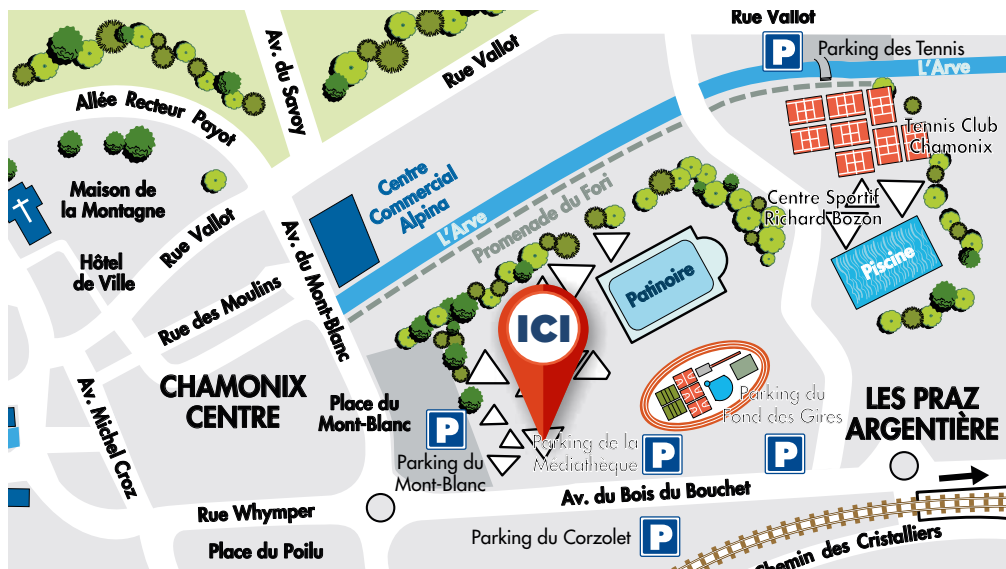 Rue Vallot
P
Parking des Tennis
L'Arve
Av. du Savoy
Rue Vallot
Allée Recteur Payot
Tennis Club
Chamonix
Centre
Commercial
Alpina
Maison de
la Montagne
L'Arve
Promenade du Fori
Centre Sportif
Richard Bozon
Rue Vallot
Av. du Mont-Blanc
Hôtel
de Ville
Piscine
Patinoire
Rue des Moulins
ICI
CHAMONIX
CENTRE
Av. Michel Croz
Place du
Mont-Blanc
P
Parking du
Mont-Blanc
Parking de la
Médiathèque
P
Parking du
Fond des Gires
P
LES PRAZ
ARGENTIÈRE
Av. du Bois du Bouchet
Rue Whymper
Place du Poilu
Parking du Corzolet
P
Chemin des Cristalliers